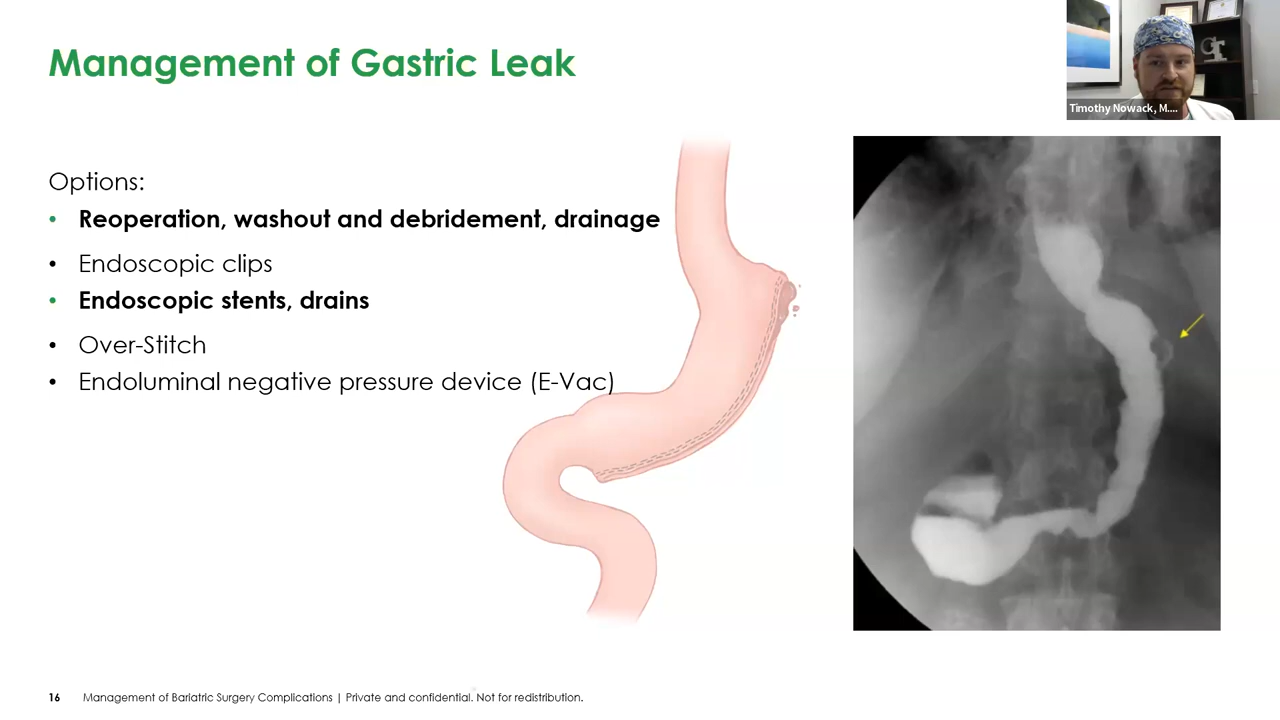 Management of Gastric Leak
Timothy Nowack, M....
Options:
• Reoperation, washout and debridement, drainage
• Endoscopic clips
• Endoscopic stents, drains
• Over-Stitch
• Endoluminal negative pressure device (E-Vac)
16 Management of Bariatric Surgery Complications | Private and confidential. Not for redistribution.